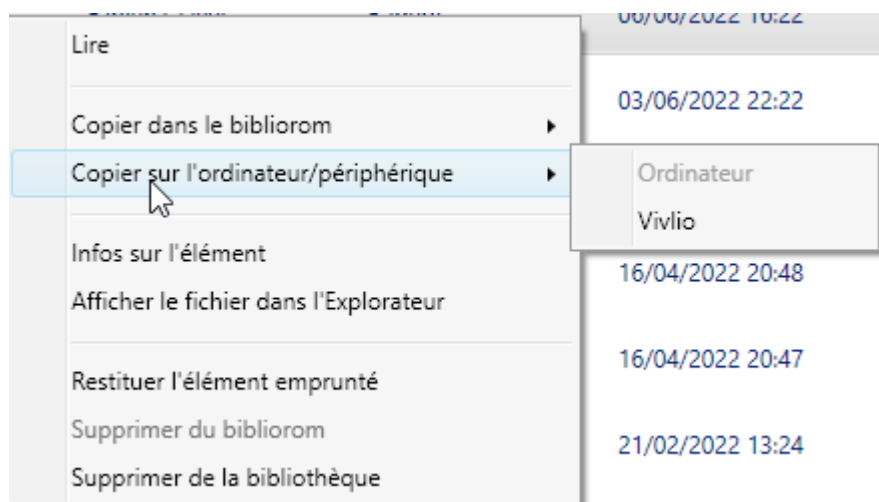 06/06/2022 16:22
Lire
03/06/2022 22:22
Copier dans le bibliorom
Copier sur l'ordinateur/périphérique
Ordinateur
Vivlio
Infos sur l'élément
16/04/2022 20:48
Afficher le fichier dans l'Explorateur
16/04/2022 20:47
Restituer l'élément emprunté
Supprimer du bibliorom
21/02/2022 13:24
Supprimer de la bibliothèque